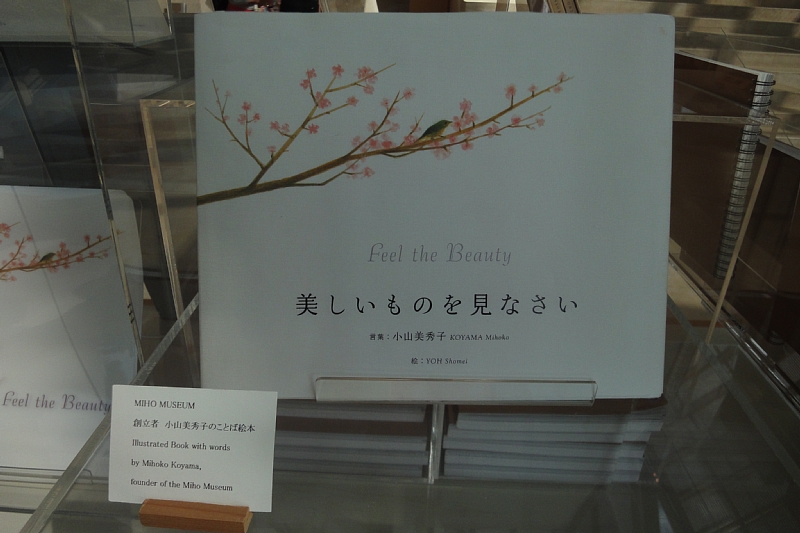 Feel the Beauty
美しいものを見なさい
言葉：小山美秀子 KOYAMA Mihoko
絵：YOH Shomei
Feel the Beauty
MIHO MUSEUM
創立者 小山美秀子のことば絵本
Illustrated Book with words
by Mihoko Koyama,
founder of the Miho Museum